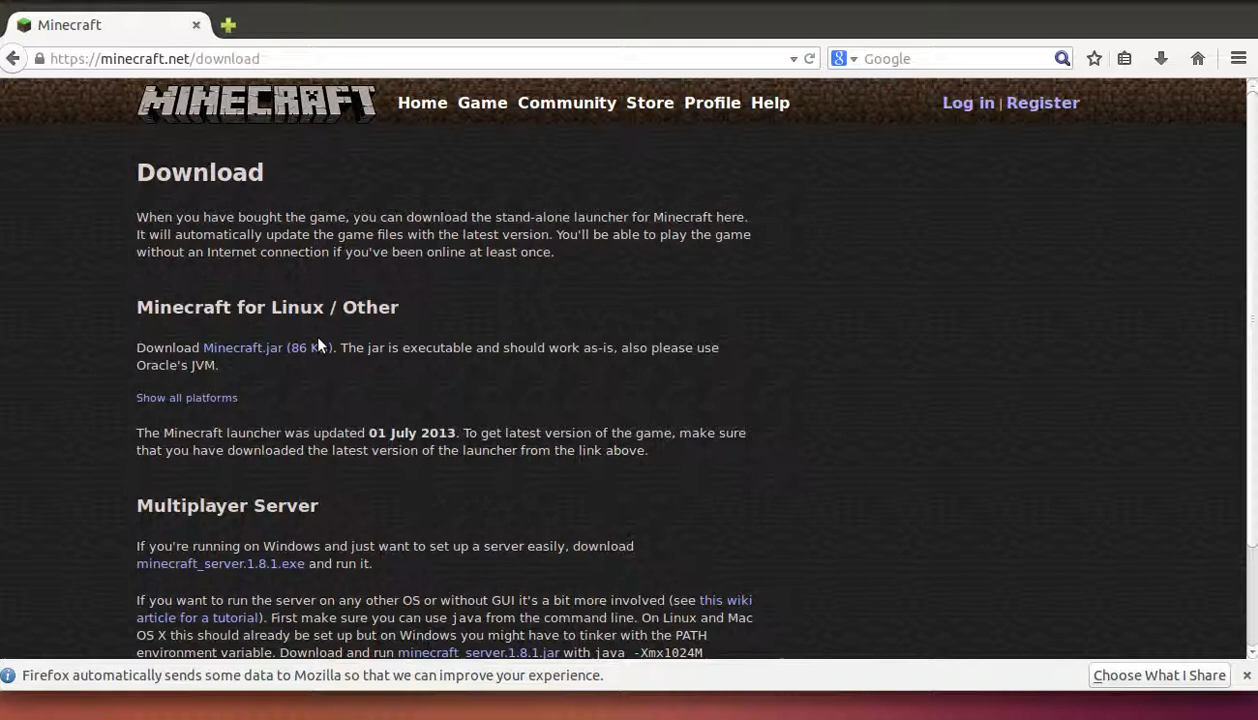 Minecraft
https://minecraft.net/download
Google
MINECRAFT
Home Game Community Store Profile Help
Log in | Register
Download
When you have bought the game, you can download the stand-alone launcher for Minecraft here.
It will automatically update the game files with the latest version. You'll be able to play the game
without an Internet connection if you've been online at least once.
Minecraft for Linux / Other
Download Minecraft.jar (86 ). The jar is executable and should work as-is, also please use
Oracle's JVM.
Show all platforms
The Minecraft launcher was updated 01 July 2013. To get latest version of the game, make sure
that you have downloaded the latest version of the launcher from the link above.
Multiplayer Server
If you're running on Windows and just want to set up a server easily, download
minecraft_server.1.8.1.exe and run it.
If you want to run the server on any other OS or without GUI it's a bit more involved (see this wiki
article for a tutorial). First make sure you can use java from the command line. On Linux and Mac
OS X this should already be set up but on Windows you might have to tinker with the PATH
environment variable. Download and run minecraft_server.1.8.1.jar with java -Xmx1024M
Firefox automatically sends some data to Mozilla so that we can improve your experience.
Choose What I Share